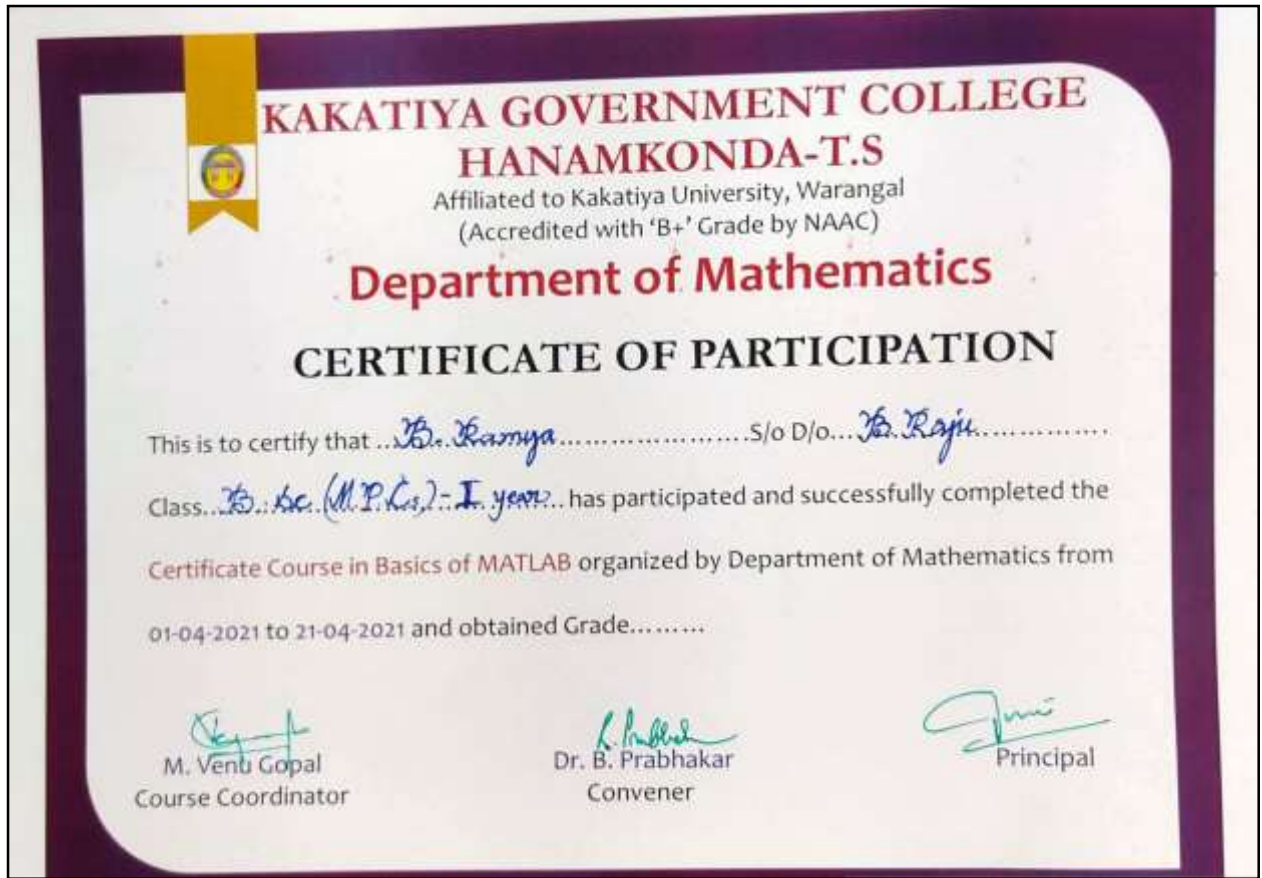 KAKATIYA GOVERNMENT COLLEGE
HANAMKONDA-T.S
Affiliated to Kakatiya University, Warangal
(Accredited with 'B+' Grade by NAAC)
Department of Mathematics
CERTIFICATE OF PARTICIPATION
This is to certify that ..B. Ramya......................S/o D/o...B. Raju...............
Class..B.Sc. (M.P.Cs)-I year.. has participated and successfully completed the
Certificate Course in Basics of MATLAB organized by Department of Mathematics from
01-04-2021 to 21-04-2021 and obtained Grade.........
M. Venu Gopal
Course Coordinator
Dr. B. Prabhakar
Convener
Principal